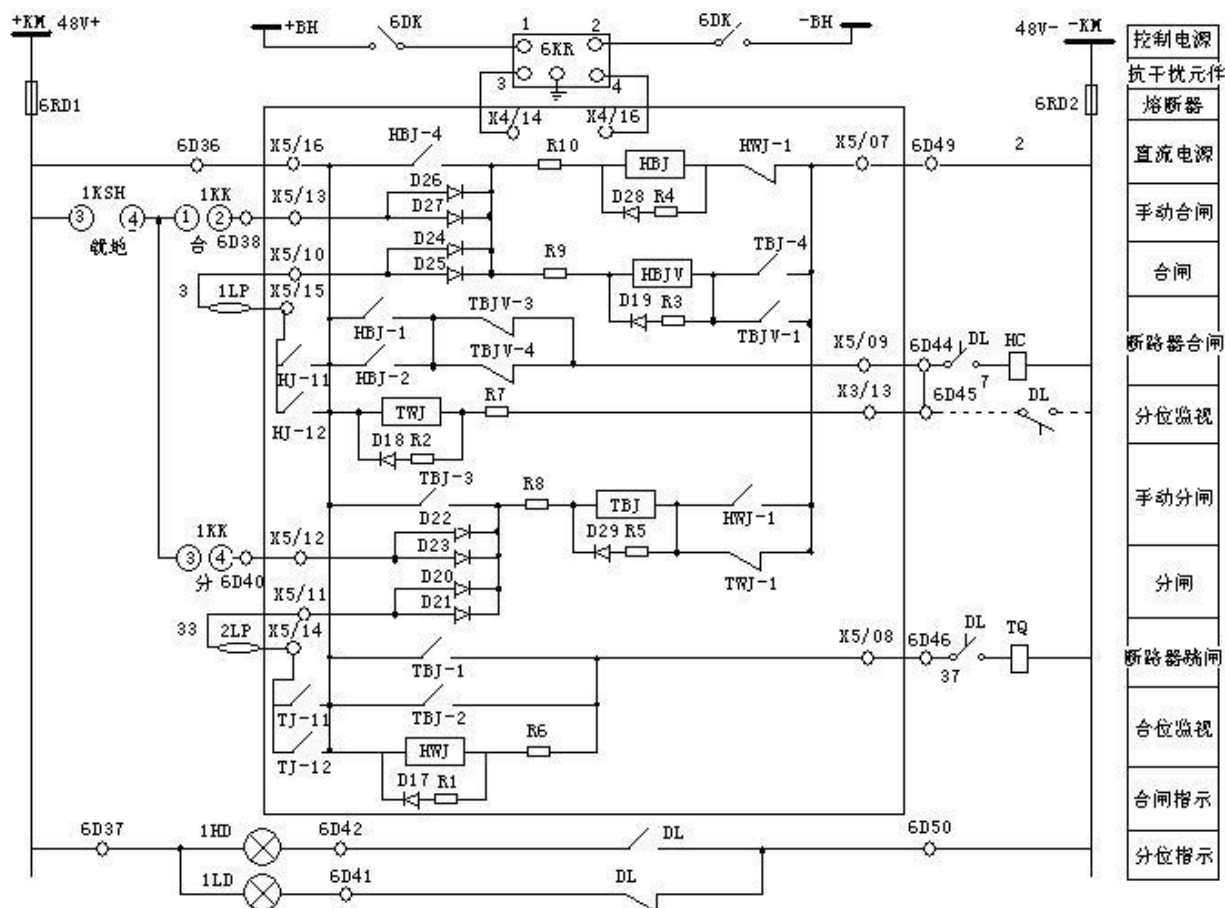 +KM 48V+
+BH
6DK
1
2
6KR
3
4
6DK
-BH
48V- -KM
控制电源
抗干扰元件
6RD1
X4/14
X4/16
6RD2
熔断器
6D36
X5/16
HBJ-4
R10
HBJ
HWJ-1
X5/07
6D49
2
直流电源
D26
D28
R4
1KSH
1KK
X5/13
D27
3
4
1
2
手动合闸
就地
合
6D38
D24
X5/10
D25
R9
HBJV
TBJ-4
合闸
3
1LP
X5/15
D19
R3
TBJV-3
HBJ-1
TBJV-1
TBJV-4
X5/09
6D44
DL
HC
断路器合闸
HJ-11
HBJ-2
7
R7
X3/13
6D45
DL
TWJ
分位监视
HJ-12
D18
R2
TBJ-3
R8
TBJ
HWJ-1
手动分闸
D22
1KK
X5/12
D23
D29
R5
3
4
分
6D40
D20
TWJ-1
分闸
X5/11
D21
33
2LP
X5/14
X5/08
6D46
DL
TQ
TBJ-1
37
断路器跳闸
TJ-11
TBJ-2
R6
合位监视
HWJ
TJ-12
D17
R1
合闸指示
6D37
1HD
6D42
DL
6D50
分位指示
1LD
6D41
DL